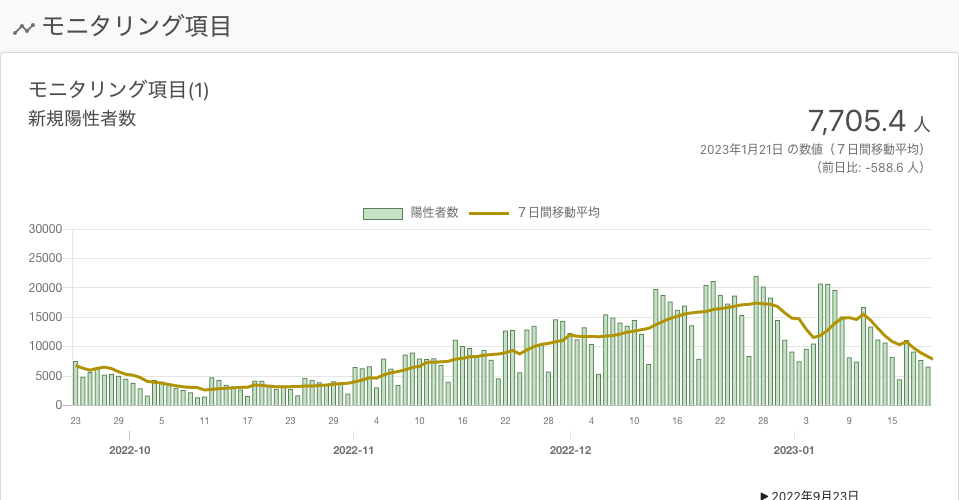 モニタリング項目
モニタリング項目(1)
新規陽性者数
7,705.4 人
2023年1月21日 の数値（７日間移動平均）
（前日比: -588.6 人）
陽性者数 ７日間移動平均
30000
25000
20000
15000
10000
5000
0
23 29 5 11 17 23 29 4 10 16 22 28 4 10 16 22 28 3 9 15
2022-10 2022-11 2022-12 2023-01
▶ 2022年9月23日